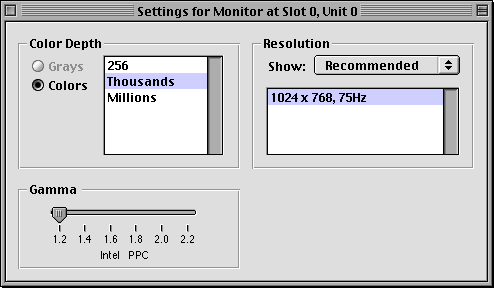 Settings for Monitor at Slot 0, Unit 0
Color Depth
Grays
Colors
256
Thousands
Millions
Resolution
Show: Recommended
1024 x 768, 75Hz
Gamma
1.2 1.4 1.6 1.8 2.0 2.2
Intel PPC